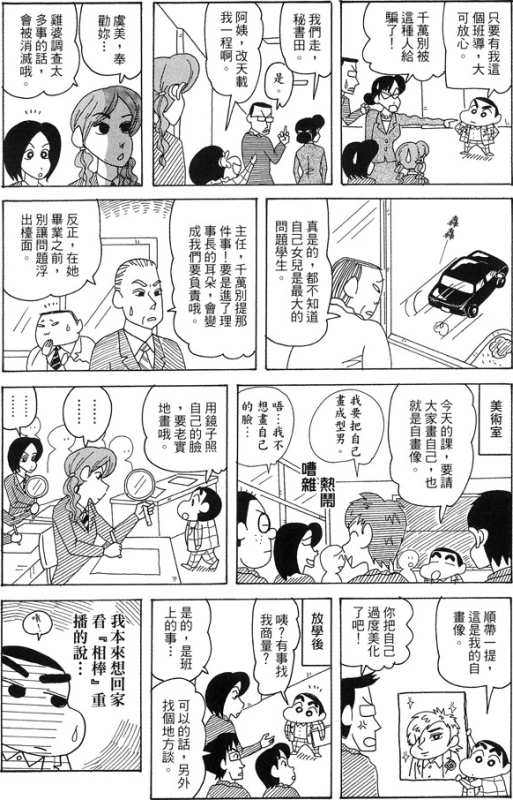 只要有我這
個班導，大
可放心。
千萬別被
這種人給
騙了！
我們走，
秘書田。
是。
阿姨，改天載
我一程啊。
虞美，奉
勸妳…
雞婆調查太
多事的話，
會被消滅哦。
真是的，都不知道
自己女兒是最大的
問題學生。
主任，千萬別提那
件事！要是進了理
事長的耳朵，會變
成我們要負責哦。
反正，在她
畢業之前，
別讓問題浮
出檯面。
美術室
今天的課，要請
大家畫自己，也
就是自畫像。
熱鬧
嘈雜
我要把自己
畫成型男。
唔…我不
想畫自己
的臉…
用鏡子照
自己的臉
，要老實
地畫哦。
………
………
順帶一提，
這是我的自
畫像。
你把自己
過度美化
了吧！
放學後
咦？有事找
我商量？
是的，是班
上的事…
可以的話，另外
找個地方談。
我本來想回家
看『相棒』重
播的說…